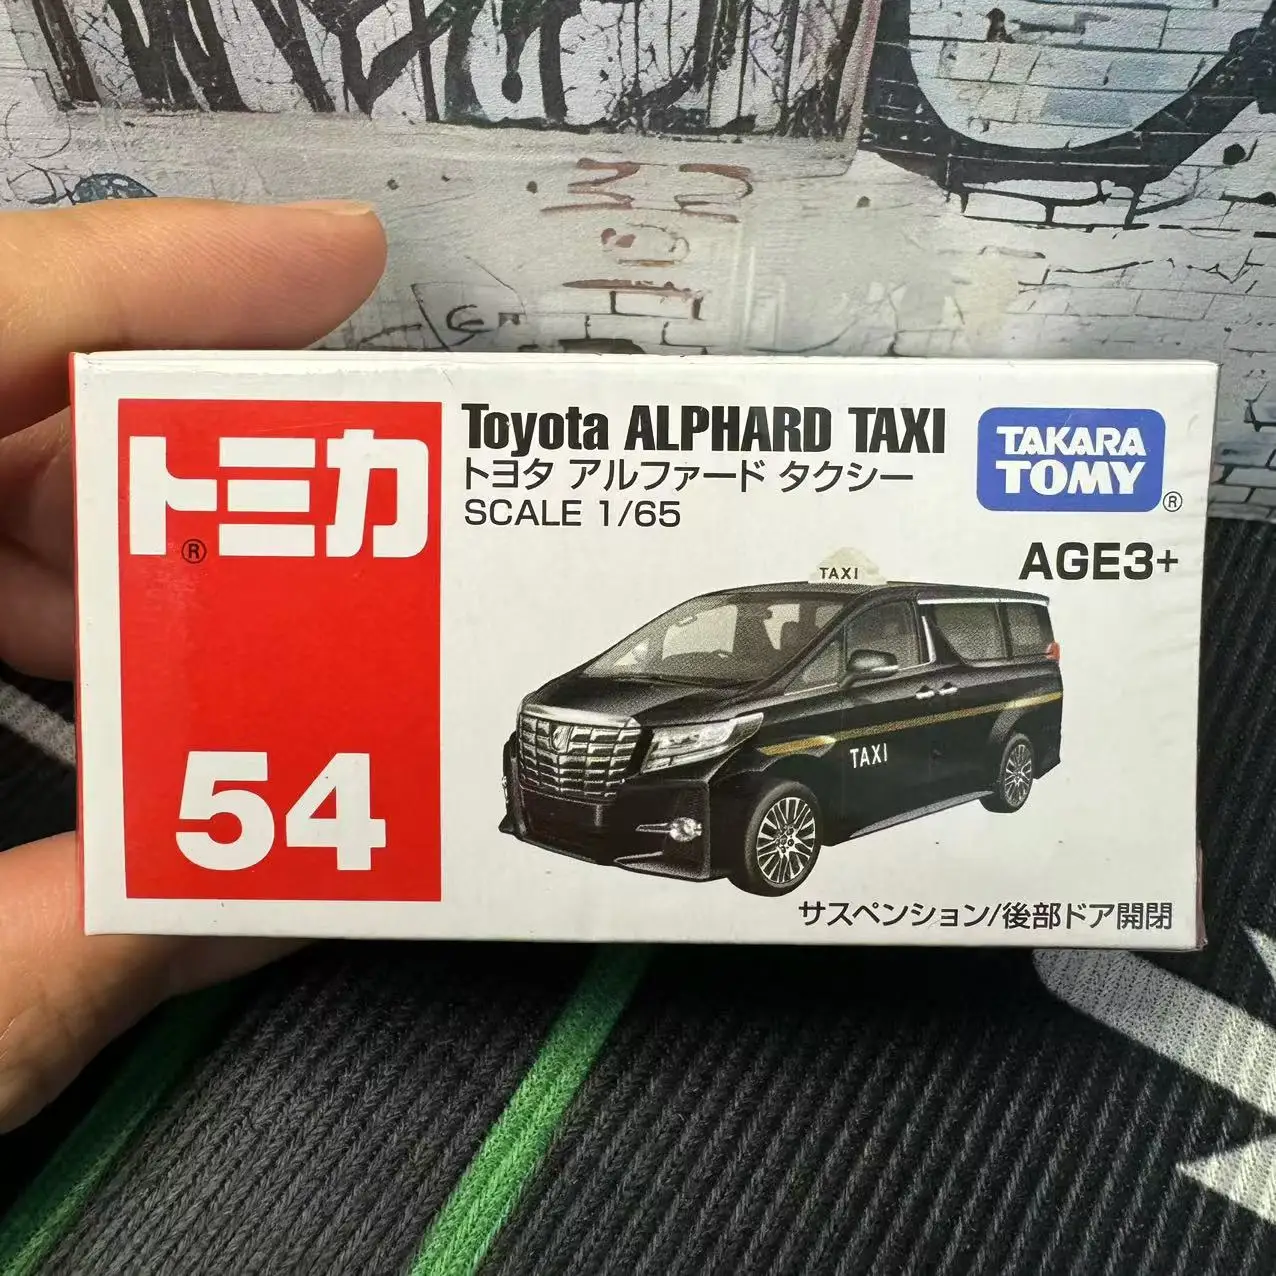 トミカ®
54
Toyota ALPHARD TAXI
トヨタ アルファード タクシー
SCALE 1/65
TAKARA
TOMY®
AGE3+
TAXI
TAXI
サスペンション/後部ドア開閉